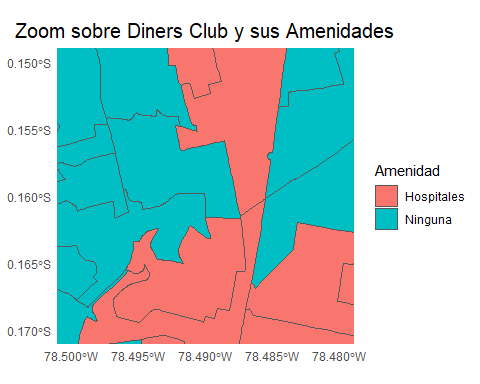 Zoom sobre Diners Club y sus Amenidades
0.150°S
0.155°S
0.160°S
0.165°S
0.170°S
78.500°W 78.495°W 78.490°W 78.485°W 78.480°W
Amenidad
Hospitales
Ninguna